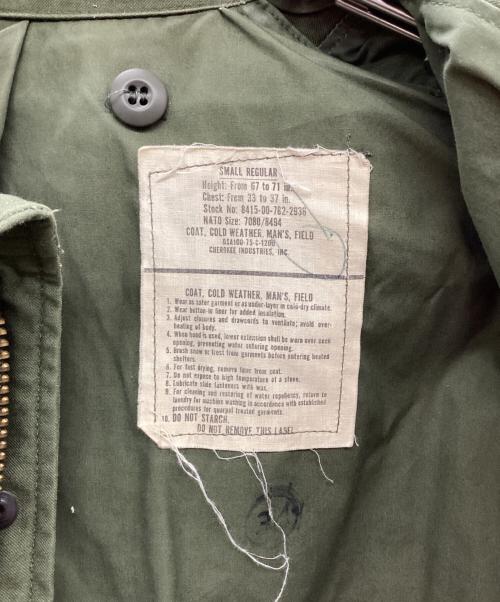 SMALL REGULAR
Height: From 67 to 71 in.
Chest: From 33 to 37 in.
Stock No: 8415-00-782-2936
NATO Size: 7080/8494
COAT, COLD WEATHER, MAN'S, FIELD
DSA100-75-C-1200
CHEROKEE INDUSTRIES, INC.
COAT, COLD WEATHER, MAN'S, FIELD
1. Wear as outer garment or as under-layer in cold-dry climate.
2. Wear button-in liner for added insulation.
3. Adjust closures and drawcords to ventilate; avoid over-
heating of body.
4. When hood is used, lower extension shall be worn over coat
opening, preventing water entering opening.
5. Brush snow or frost from garments before entering heated
shelters.
6. For fast drying, remove liner from coat.
7. Do not expose to high temperature of a stove.
8. Lubricate slide fasteners with wax.
9. For cleaning and restoring of water repellency, return to
laundry for machine washing in accordance with established
procedures for quarpel treated garments.
10. DO NOT STARCH.
DO NOT REMOVE THIS LABEL